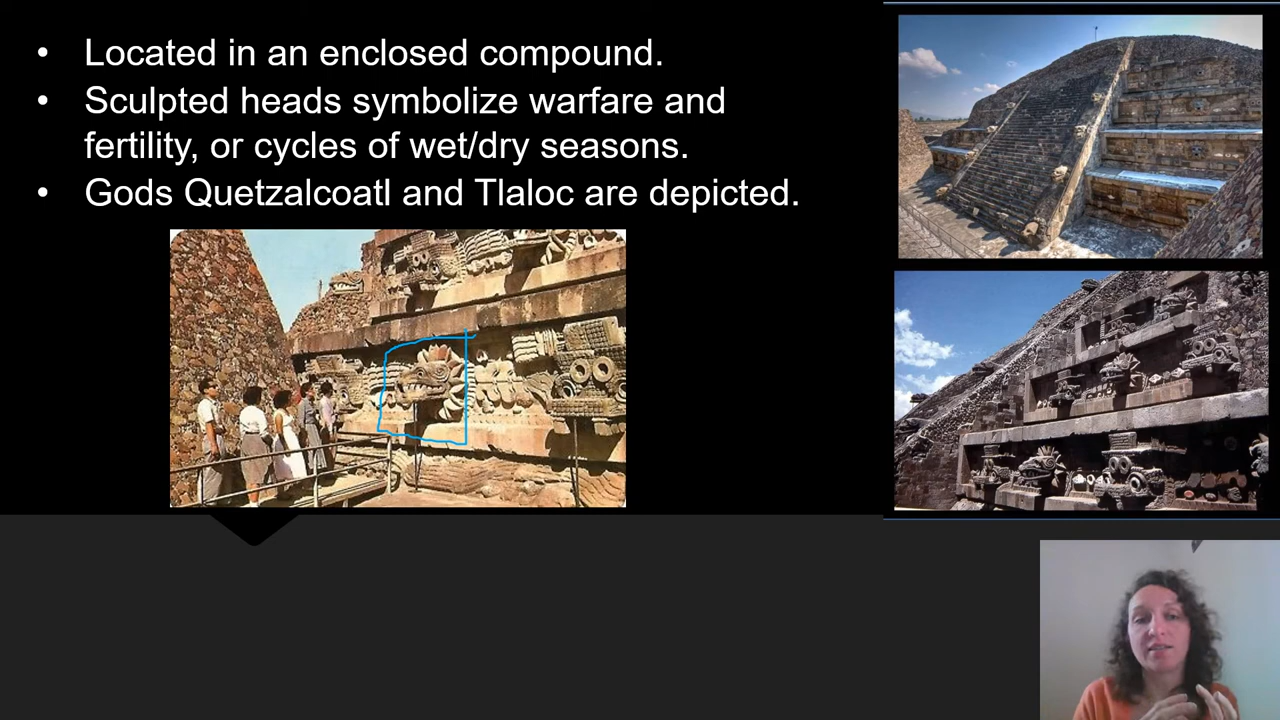 • Located in an enclosed compound.
• Sculpted heads symbolize warfare and
fertility, or cycles of wet/dry seasons.
• Gods Quetzalcoatl and Tlaloc are depicted.